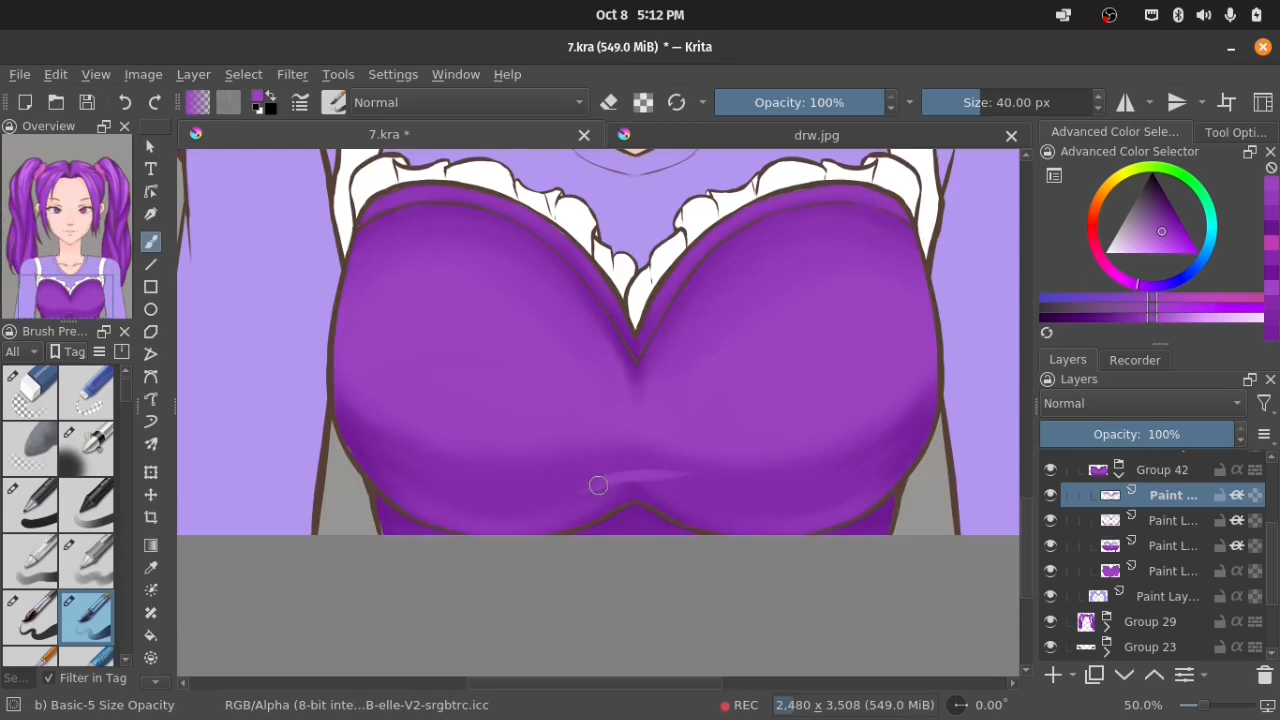 Oct 8 5:12 PM
7.kra (549.0 MiB) * — Krita
File Edit View Image Layer Select Filter Tools Settings Window Help
Normal Opacity: 100% Size: 40.00 px
Overview 7.kra * drw.jpg Advanced Color Sele... Tool Opti...
Advanced Color Selector
Brush Pre...
All Tag
Layers Recorder
Layers
Normal
Opacity: 100%
Group 42
Paint ...
Paint L...
Paint L...
Paint L...
Paint Lay...
Group 29
Group 23
Se... Filter in Tag
b) Basic-5 Size Opacity RGB/Alpha (8-bit inte...B-elle-V2-srgbtrc.icc REC 2,480 x 3,508 (549.0 MiB) 0.00° 50.0%